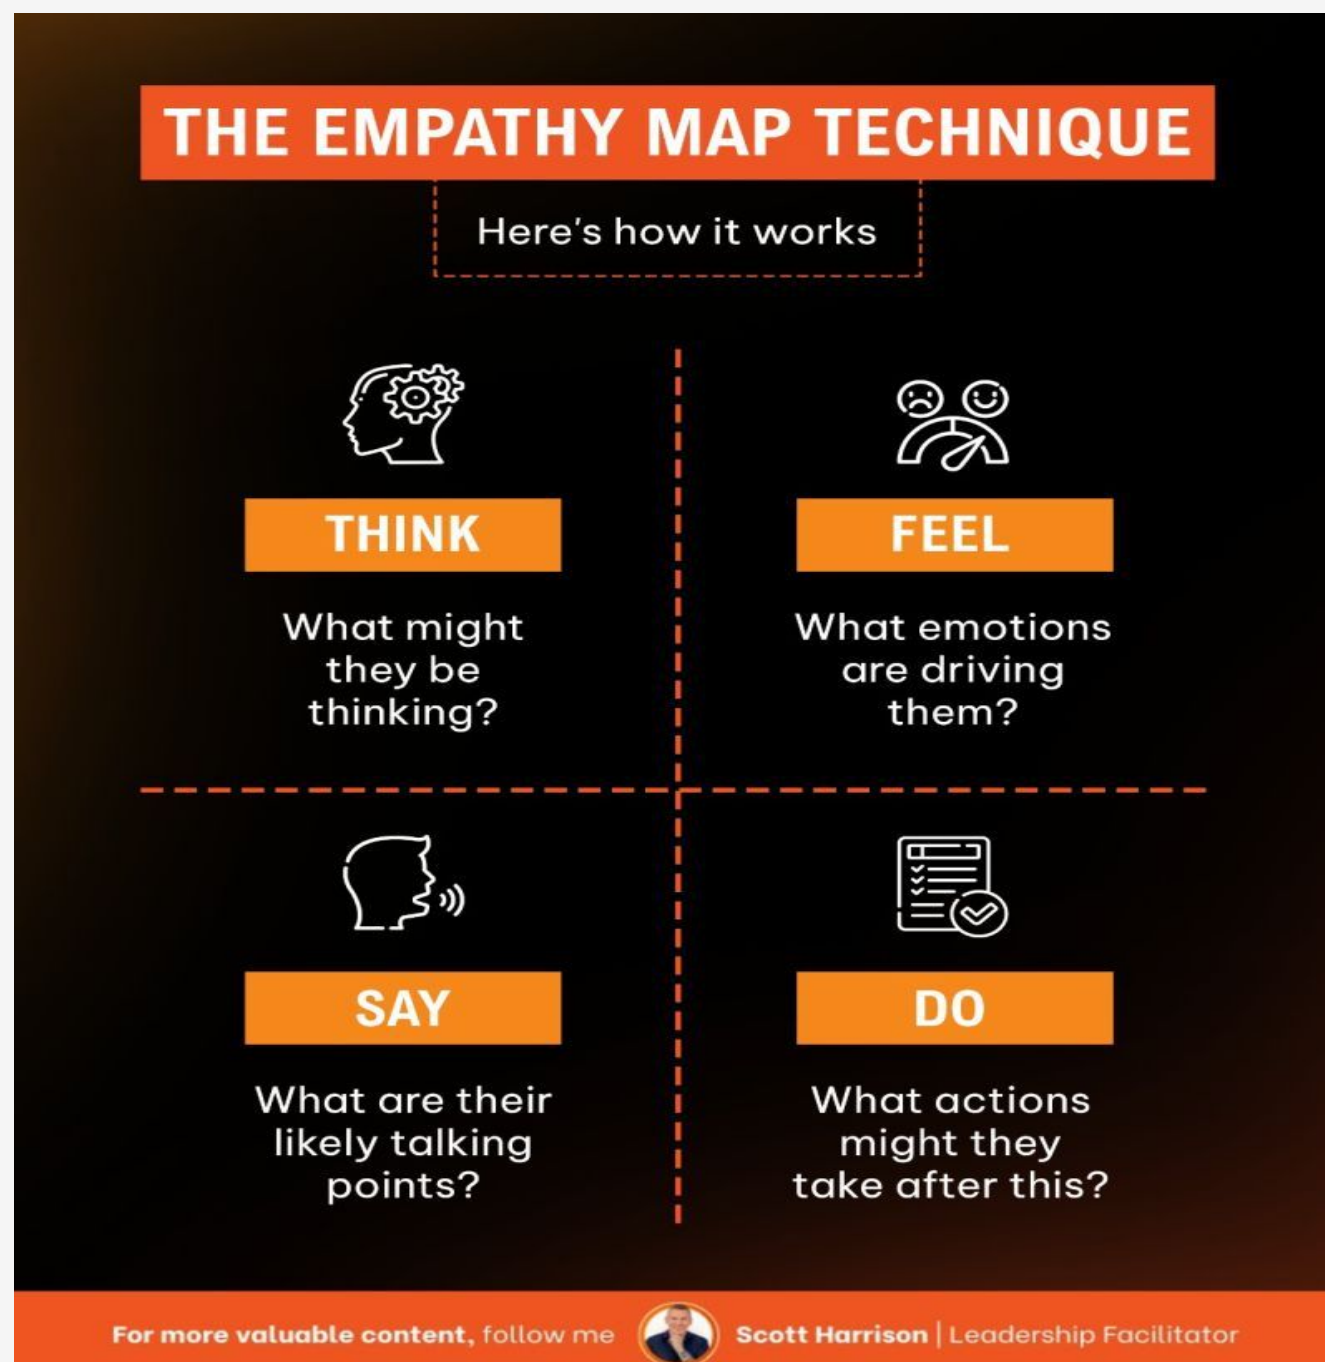 THE EMPATHY MAP TECHNIQUE
Here's how it works
THINK
What might
they be
thinking?
FEEL
What emotions
are driving
them?
SAY
What are their
likely talking
points?
DO
What actions
might they
take after this?
For more valuable content, follow me
Scott Harrison | Leadership Facilitator